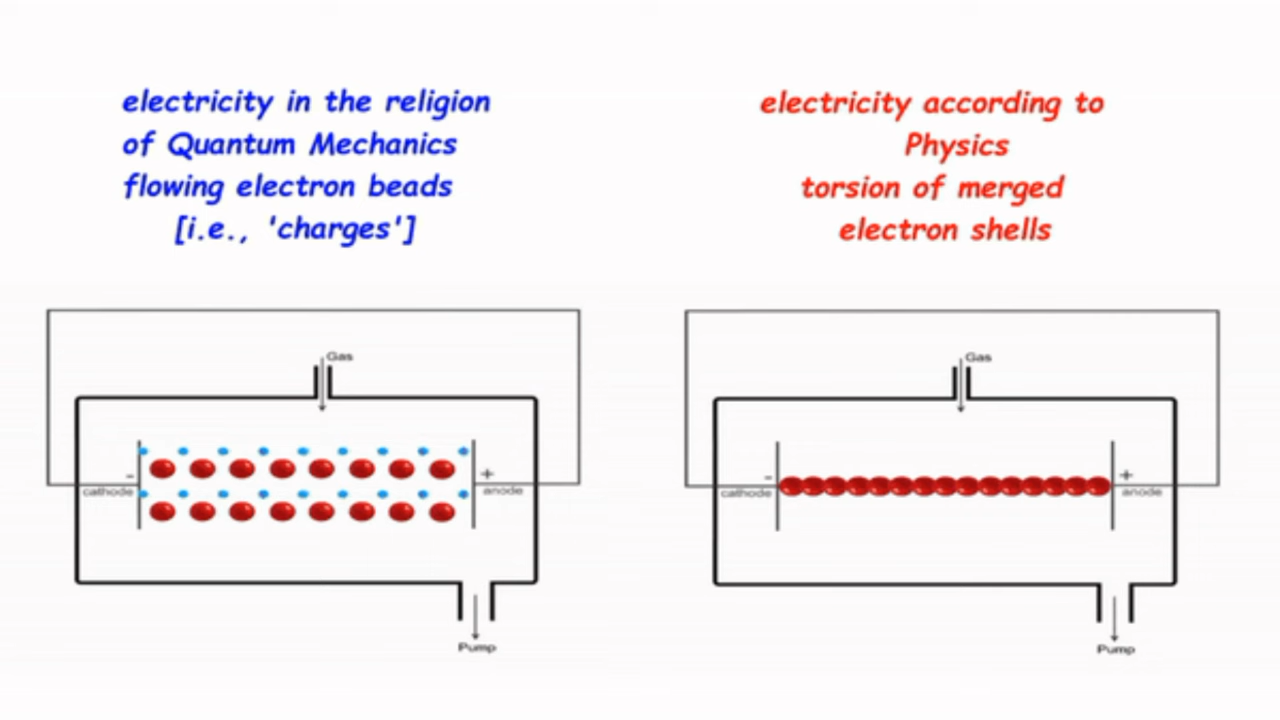 electricity in the religion
of Quantum Mechanics
flowing electron beads
[i.e., 'charges']
Gas
-
cathode
+
anode
Pump
electricity according to
Physics
torsion of merged
electron shells
Gas
-
cathode
+
anode
Pump